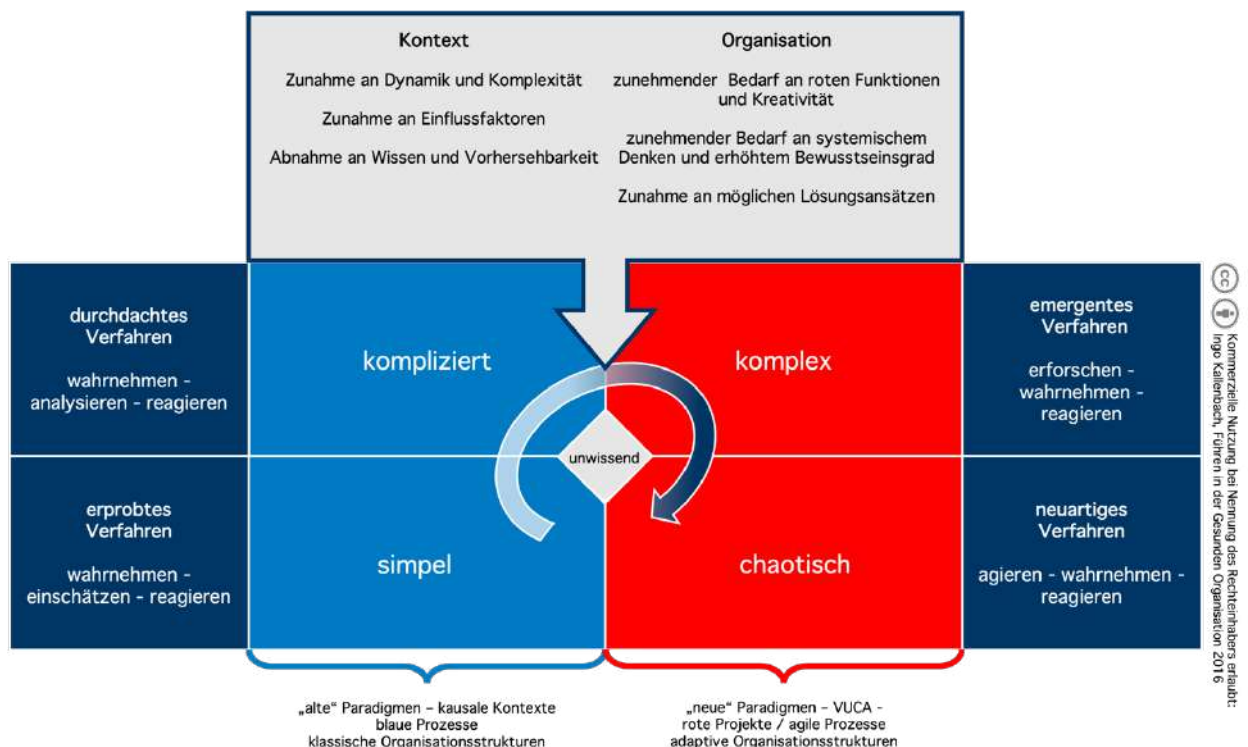 Kontext
Zunahme an Dynamik und Komplexität
Zunahme an Einflussfaktoren
Abnahme an Wissen und Vorhersehbarkeit
Organisation
zunehmender Bedarf an roten Funktionen
und Kreativität
zunehmender Bedarf an systemischem
Denken und erhöhtem Bewusstseinsgrad
Zunahme an möglichen Lösungsansätzen
durchdachtes
Verfahren
wahrnehmen -
analysieren - reagieren
kompliziert
komplex
emergentes
Verfahren
erforschen -
wahrnehmen -
reagieren
unwissend
erprobtes
Verfahren
wahrnehmen -
einschätzen - reagieren
simpel
chaotisch
neuartiges
Verfahren
agieren - wahrnehmen -
reagieren
„alte“ Paradigmen – kausale Kontexte
blaue Prozesse
klassische Organisationsstrukturen
„neue“ Paradigmen – VUCA -
rote Projekte / agile Prozesse
adaptive Organisationsstrukturen
cc
Kommerzielle Nutzung bei Nennung des Rechteinhabers erlaubt:
Ingo Kallenbach, Führen in der Gesunden Organisation 2016